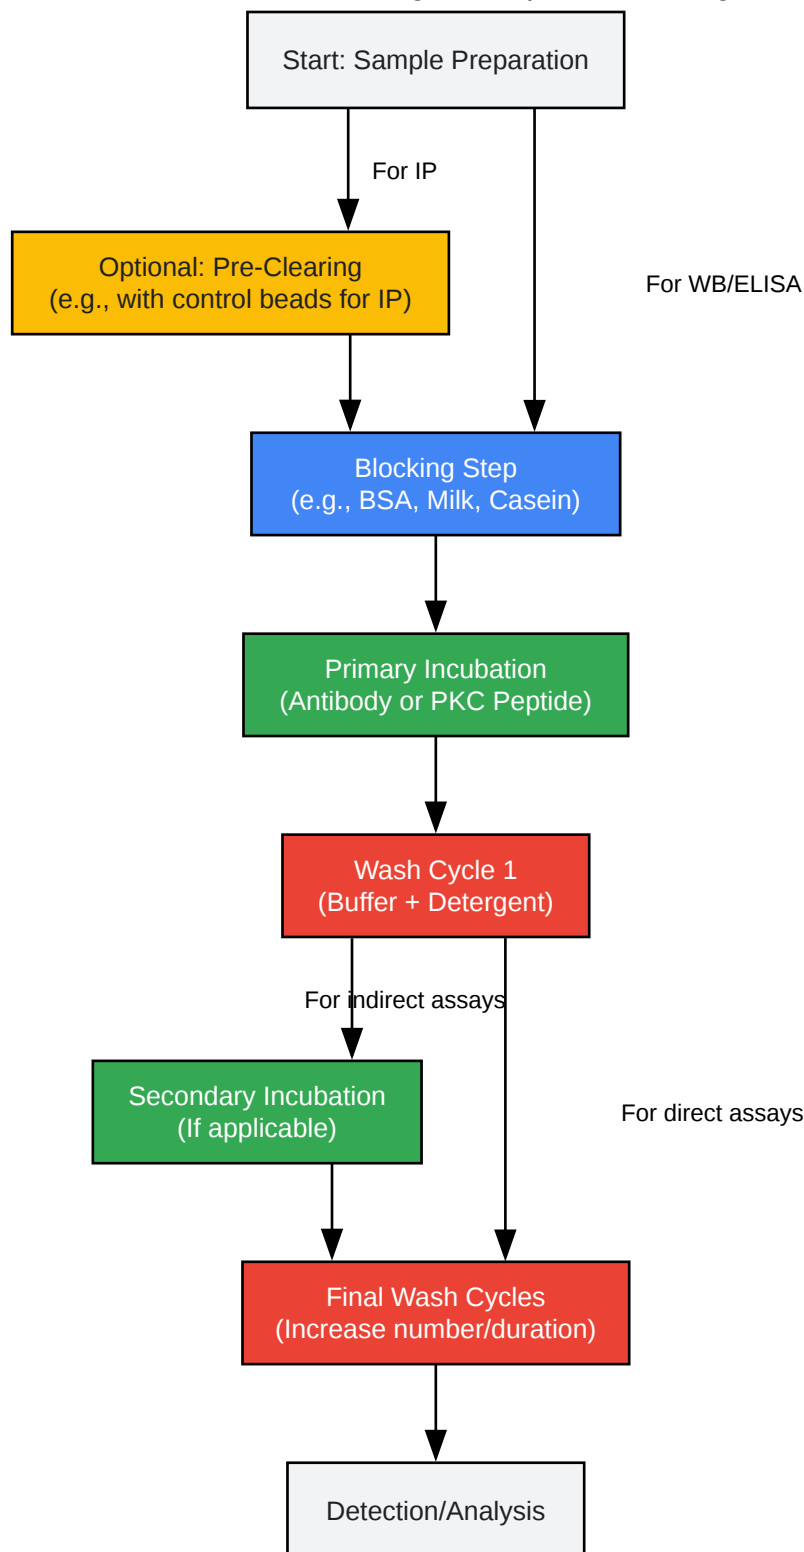 Start: Sample Preparation
For IP
Optional: Pre-Clearing
(e.g., with control beads for IP)
For WB/ELISA
Blocking Step
(e.g., BSA, Milk, Casein)
Primary Incubation
(Antibody or PKC Peptide)
Wash Cycle 1
(Buffer + Detergent)
For indirect assays
Secondary Incubation
(If applicable)
For direct assays
Final Wash Cycles
(Increase number/duration)
Detection/Analysis